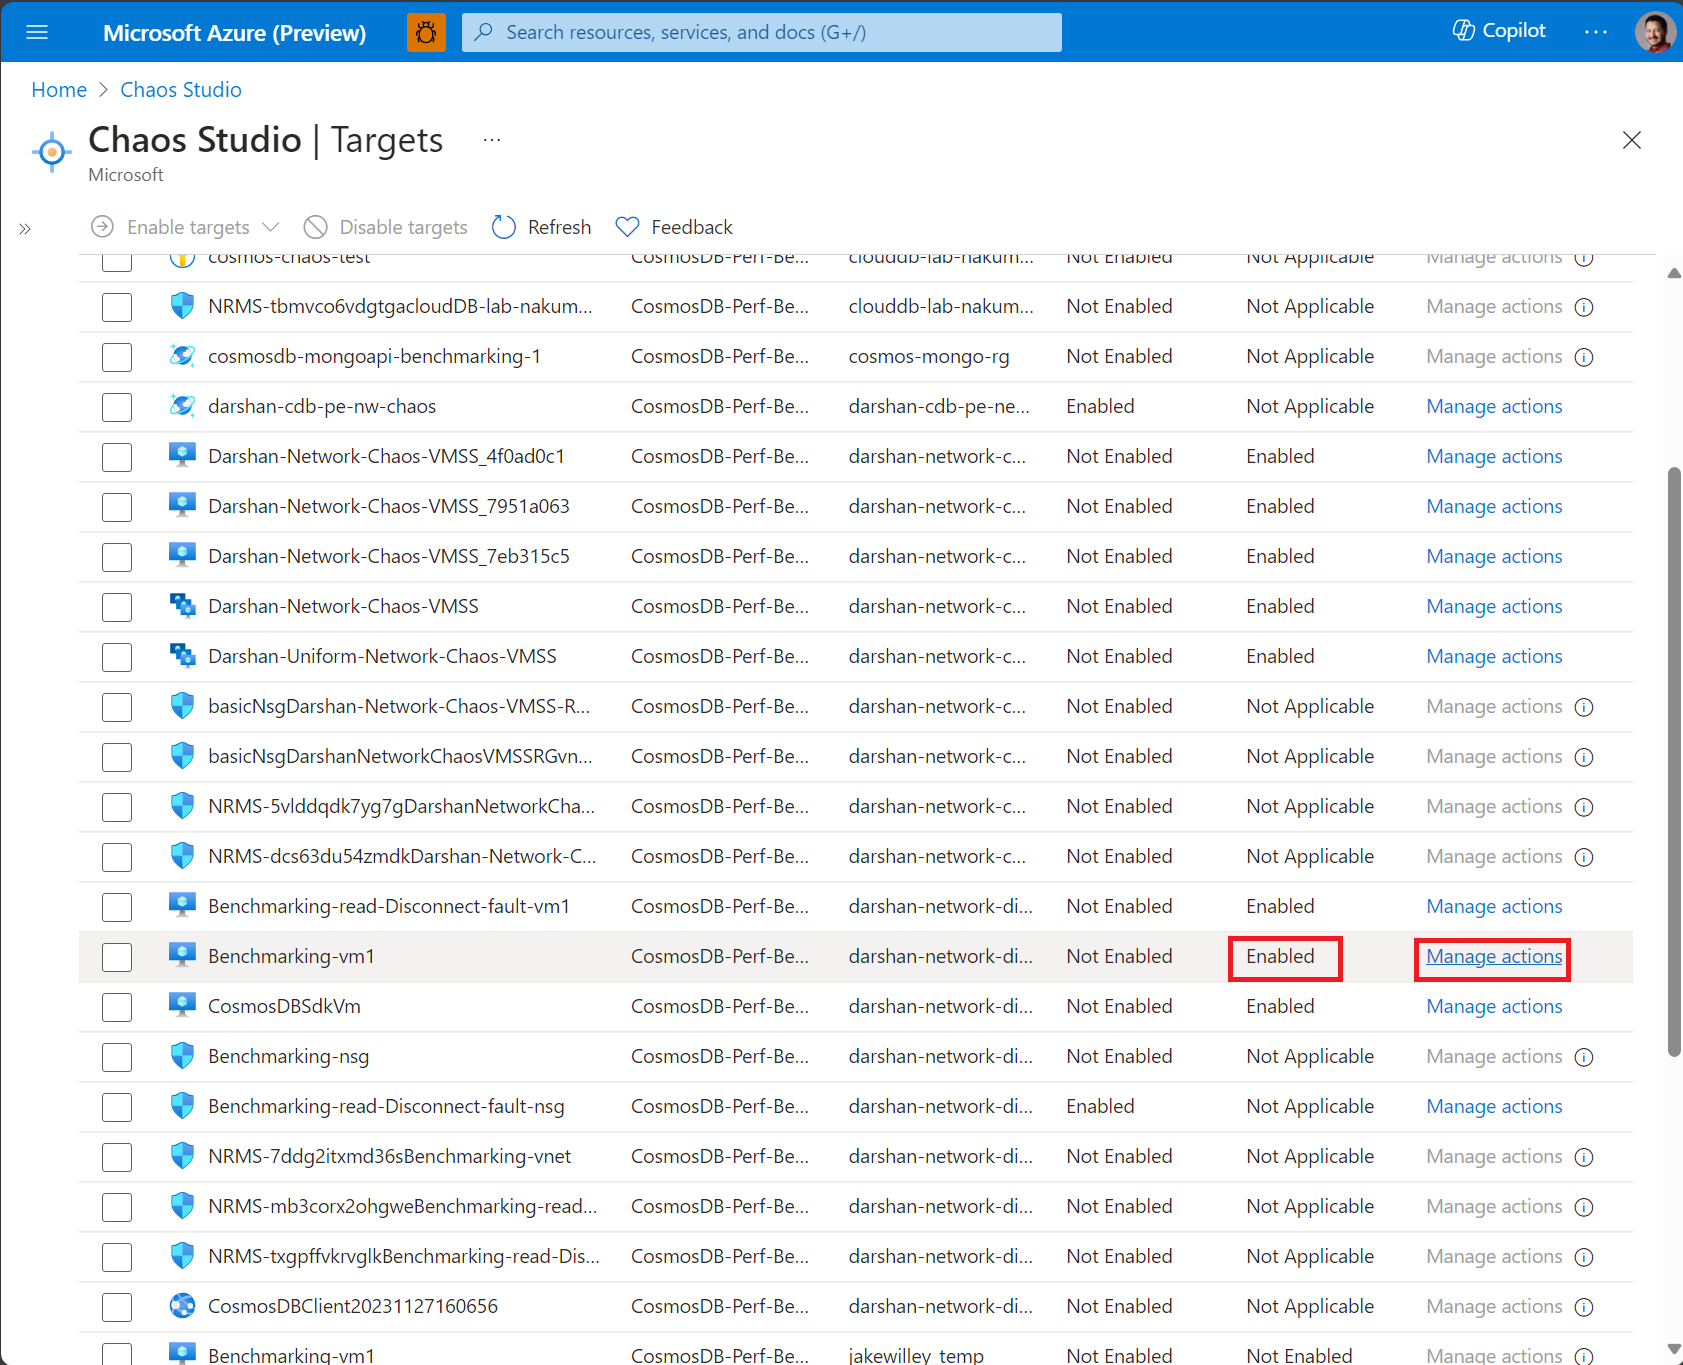 Microsoft Azure (Preview) Search resources, services, and docs (G+/) Copilot ...
Home > Chaos Studio
Chaos Studio | Targets ...
Microsoft
Enable targets Disable targets Refresh Feedback
cosmos-chaos-test CosmosDB-Perf-Be... clouddb-lab-nakum... Not Enabled Not Applicable Manage actions
NRMS-tbmvco6vdgtgacloudDB-lab-nakum... CosmosDB-Perf-Be... clouddb-lab-nakum... Not Enabled Not Applicable Manage actions
cosmosdb-mongoapi-benchmarking-1 CosmosDB-Perf-Be... cosmos-mongo-rg Not Enabled Not Applicable Manage actions
darshan-cdb-pe-nw-chaos CosmosDB-Perf-Be... darshan-cdb-pe-ne... Enabled Not Applicable Manage actions
Darshan-Network-Chaos-VMSS_4f0ad0c1 CosmosDB-Perf-Be... darshan-network-c... Not Enabled Enabled Manage actions
Darshan-Network-Chaos-VMSS_7951a063 CosmosDB-Perf-Be... darshan-network-c... Not Enabled Enabled Manage actions
Darshan-Network-Chaos-VMSS_7eb315c5 CosmosDB-Perf-Be... darshan-network-c... Not Enabled Enabled Manage actions
Darshan-Network-Chaos-VMSS CosmosDB-Perf-Be... darshan-network-c... Not Enabled Enabled Manage actions
Darshan-Uniform-Network-Chaos-VMSS CosmosDB-Perf-Be... darshan-network-c... Not Enabled Enabled Manage actions
basicNsgDarshan-Network-Chaos-VMSS-R... CosmosDB-Perf-Be... darshan-network-c... Not Enabled Not Applicable Manage actions
basicNsgDarshanNetworkChaosVMSSRGvn... CosmosDB-Perf-Be... darshan-network-c... Not Enabled Not Applicable Manage actions
NRMS-5vlddqdk7yg7gDarshanNetworkCha... CosmosDB-Perf-Be... darshan-network-c... Not Enabled Not Applicable Manage actions
NRMS-dcs63du54zmdkDarshan-Network-C... CosmosDB-Perf-Be... darshan-network-c... Not Enabled Not Applicable Manage actions
Benchmarking-read-Disconnect-fault-vm1 CosmosDB-Perf-Be... darshan-network-di... Not Enabled Enabled Manage actions
Benchmarking-vm1 CosmosDB-Perf-Be... darshan-network-di... Not Enabled Enabled Manage actions
CosmosDBSdkVm CosmosDB-Perf-Be... darshan-network-di... Not Enabled Enabled Manage actions
Benchmarking-nsg CosmosDB-Perf-Be... darshan-network-di... Not Enabled Not Applicable Manage actions
Benchmarking-read-Disconnect-fault-nsg CosmosDB-Perf-Be... darshan-network-di... Enabled Not Applicable Manage actions
NRMS-7ddg2itxmd36sBenchmarking-vnet CosmosDB-Perf-Be... darshan-network-di... Not Enabled Not Applicable Manage actions
NRMS-mb3corx2ohgweBenchmarking-read... CosmosDB-Perf-Be... darshan-network-di... Not Enabled Not Applicable Manage actions
NRMS-txgpffvkrvglkBenchmarking-read-Dis... CosmosDB-Perf-Be... darshan-network-di... Not Enabled Not Applicable Manage actions
CosmosDBClient20231127160656 CosmosDB-Perf-Be... darshan-network-di... Not Enabled Not Applicable Manage actions
Benchmarking-vm1 CosmosDB-Perf-Be... jakewilley_temp Not Enabled Not Enabled Manage actions